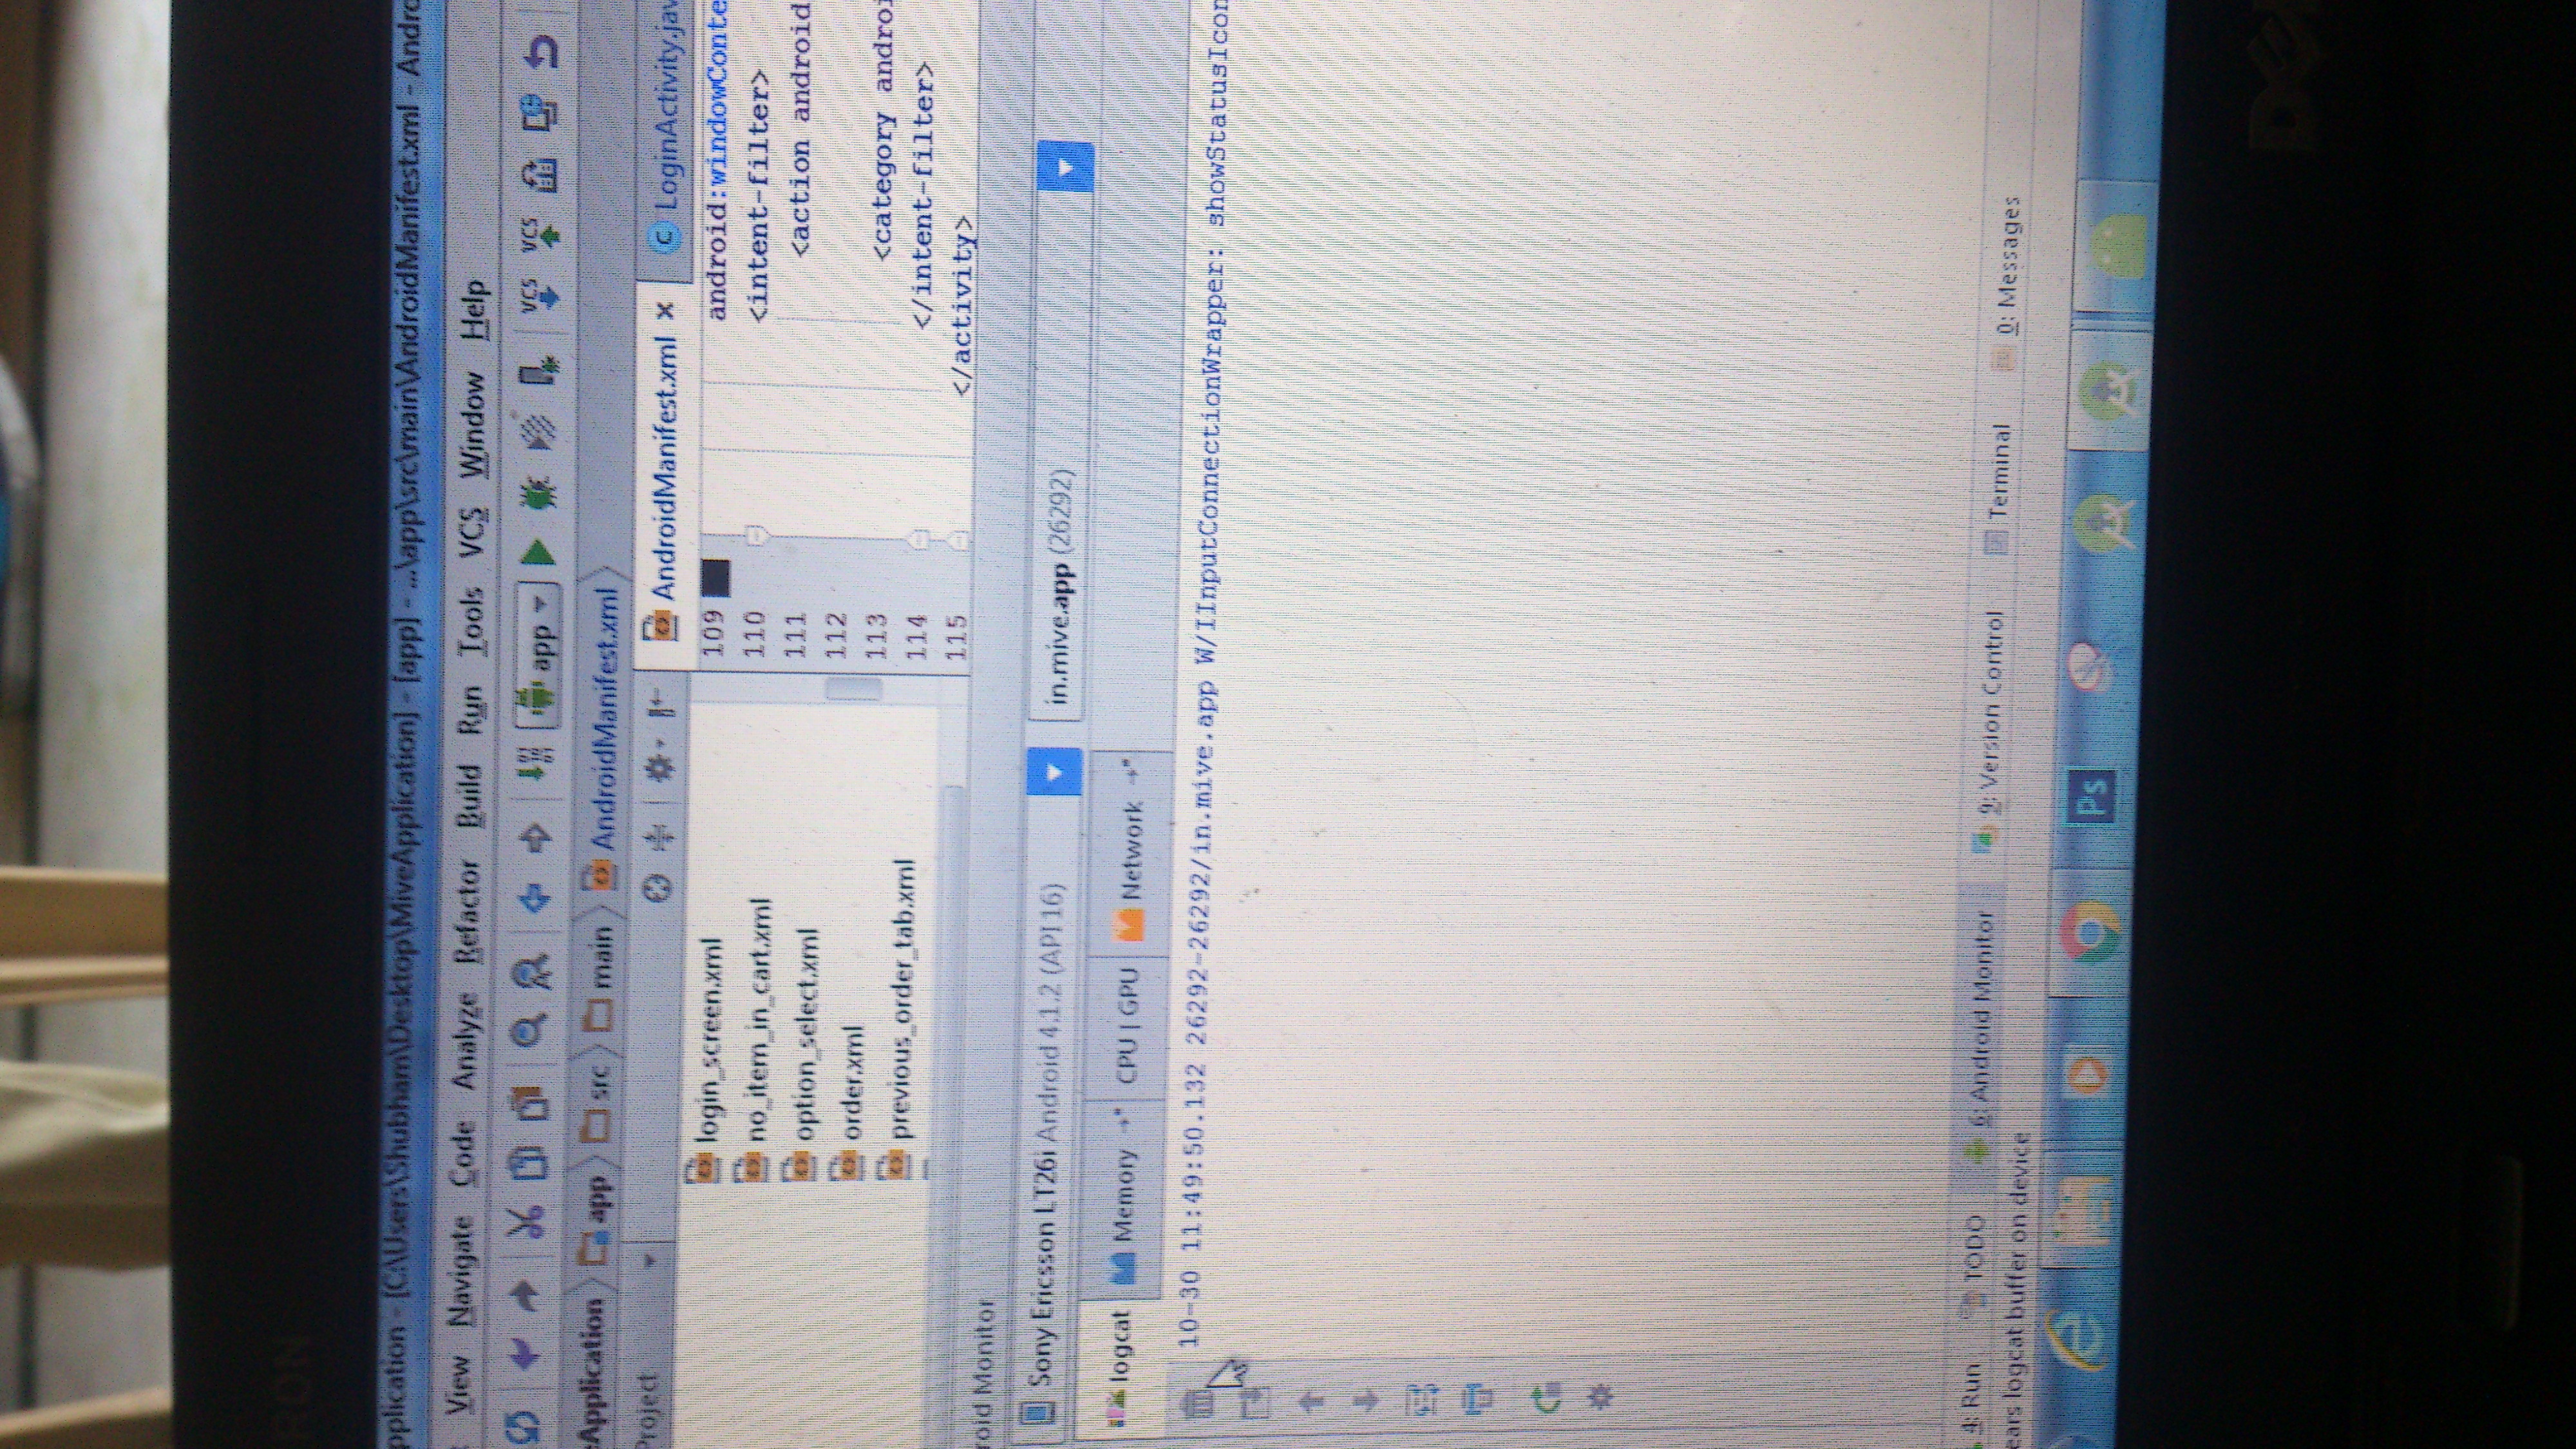 RON
pplication - [C:\Users\Shubham\Desktop\MiveApplication] - [app] - ...\app\src\main\AndroidManifest.xml - Andro
View Navigate Code Analyze Refactor Build Run Tools VCS Window Help
app VCS VCS
Application app src main AndroidManifest.xml
Project AndroidManifest.xml LoginActivity.jav
login_screen.xml
no_item_in_cart.xml
option_select.xml
order.xml
previous_order_tab.xml
109 android:windowConte
110 <intent-filter>
111 <action android
112
113 <category androi
114 </intent-filter>
115 </activity>
roid Monitor
Sony Ericsson LT26i Android 4.1.2 (API 16) in.mive.app (26292)
logcat Memory CPU | GPU Network
10-30 11:49:50.132 26292-26292/in.mive.app W/IInputConnectionWrapper: showStatusIcon
4: Run TODO 6: Android Monitor 9: Version Control Terminal 0: Messages
ears logcat buffer on device
Ps
DELL